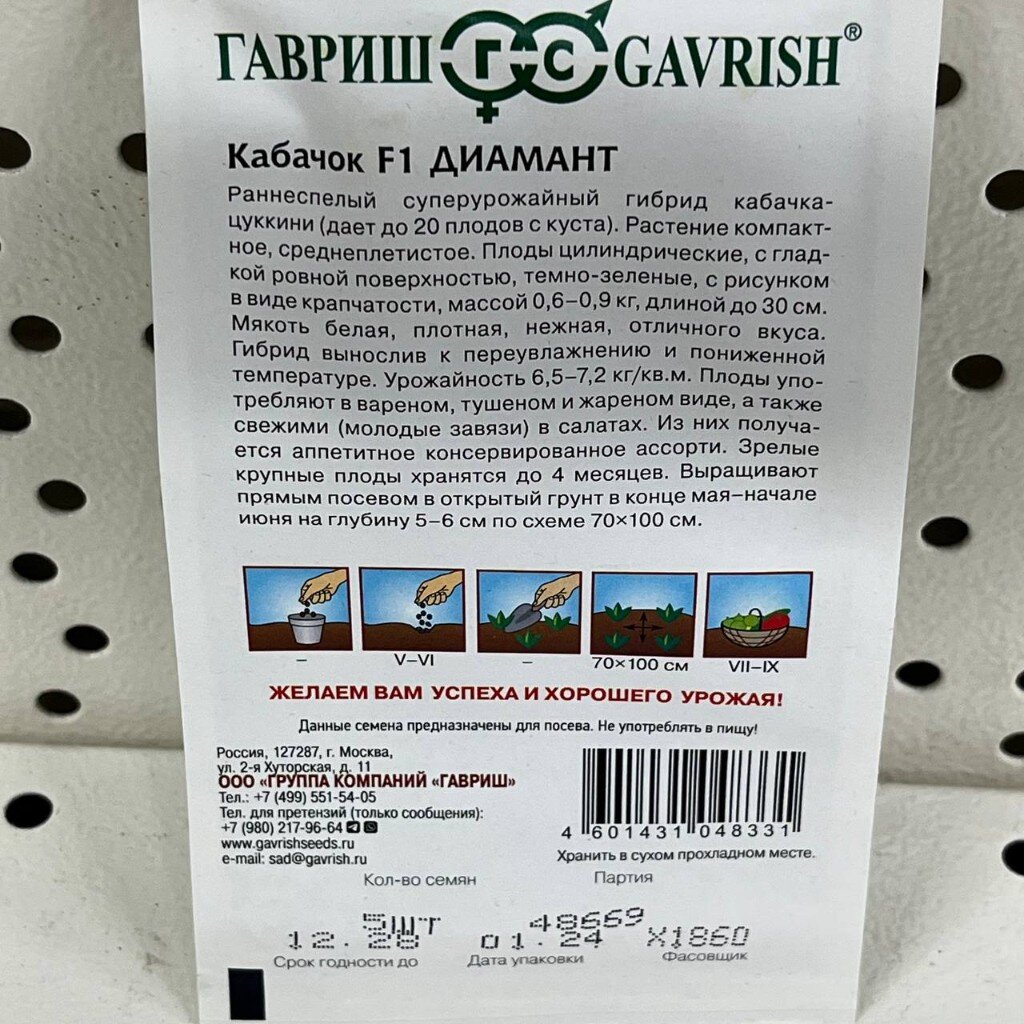 ГАВРИШ ГС GAVRISH®
Кабачок F1 ДИАМАНТ
Раннеспелый суперурожайный гибрид кабачка-
цуккини (дает до 20 плодов с куста). Растение компакт-
ное, среднеплетистое. Плоды цилиндрические, с глад-
кой ровной поверхностью, темно-зеленые, с рисунком
в виде крапчатости, массой 0,6–0,9 кг, длиной до 30 см.
Мякоть белая, плотная, нежная, отличного вкуса.
Гибрид вынослив к переувлажнению и пониженной
температуре. Урожайность 6,5–7,2 кг/кв.м. Плоды упо-
требляют в вареном, тушеном и жареном виде, а также
свежими (молодые завязи) в салатах. Из них получа-
ется аппетитное консервированное ассорти. Зрелые
крупные плоды хранятся до 4 месяцев. Выращивают
прямым посевом в открытый грунт в конце мая–начале
июня на глубину 5–6 см по схеме 70×100 см.
– V–VI – 70×100 см VII–IX
ЖЕЛАЕМ ВАМ УСПЕХА И ХОРОШЕГО УРОЖАЯ!
Данные семена предназначены для посева. Не употреблять в пищу!
Россия, 127287, г. Москва,
ул. 2-я Хуторская, д. 11
ООО «ГРУППА КОМПАНИЙ «ГАВРИШ»
Тел.: +7 (499) 551-54-05
Тел. для претензий (только сообщения):
+7 (980) 217-96-64
www.gavrishseeds.ru
e-mail: sad@gavrish.ru
4 601431 048331
Хранить в сухом прохладном месте.
Кол-во семян Партия
5шт 48669
12.28 01.24 X1860
Срок годности до Дата упаковки Фасовщик